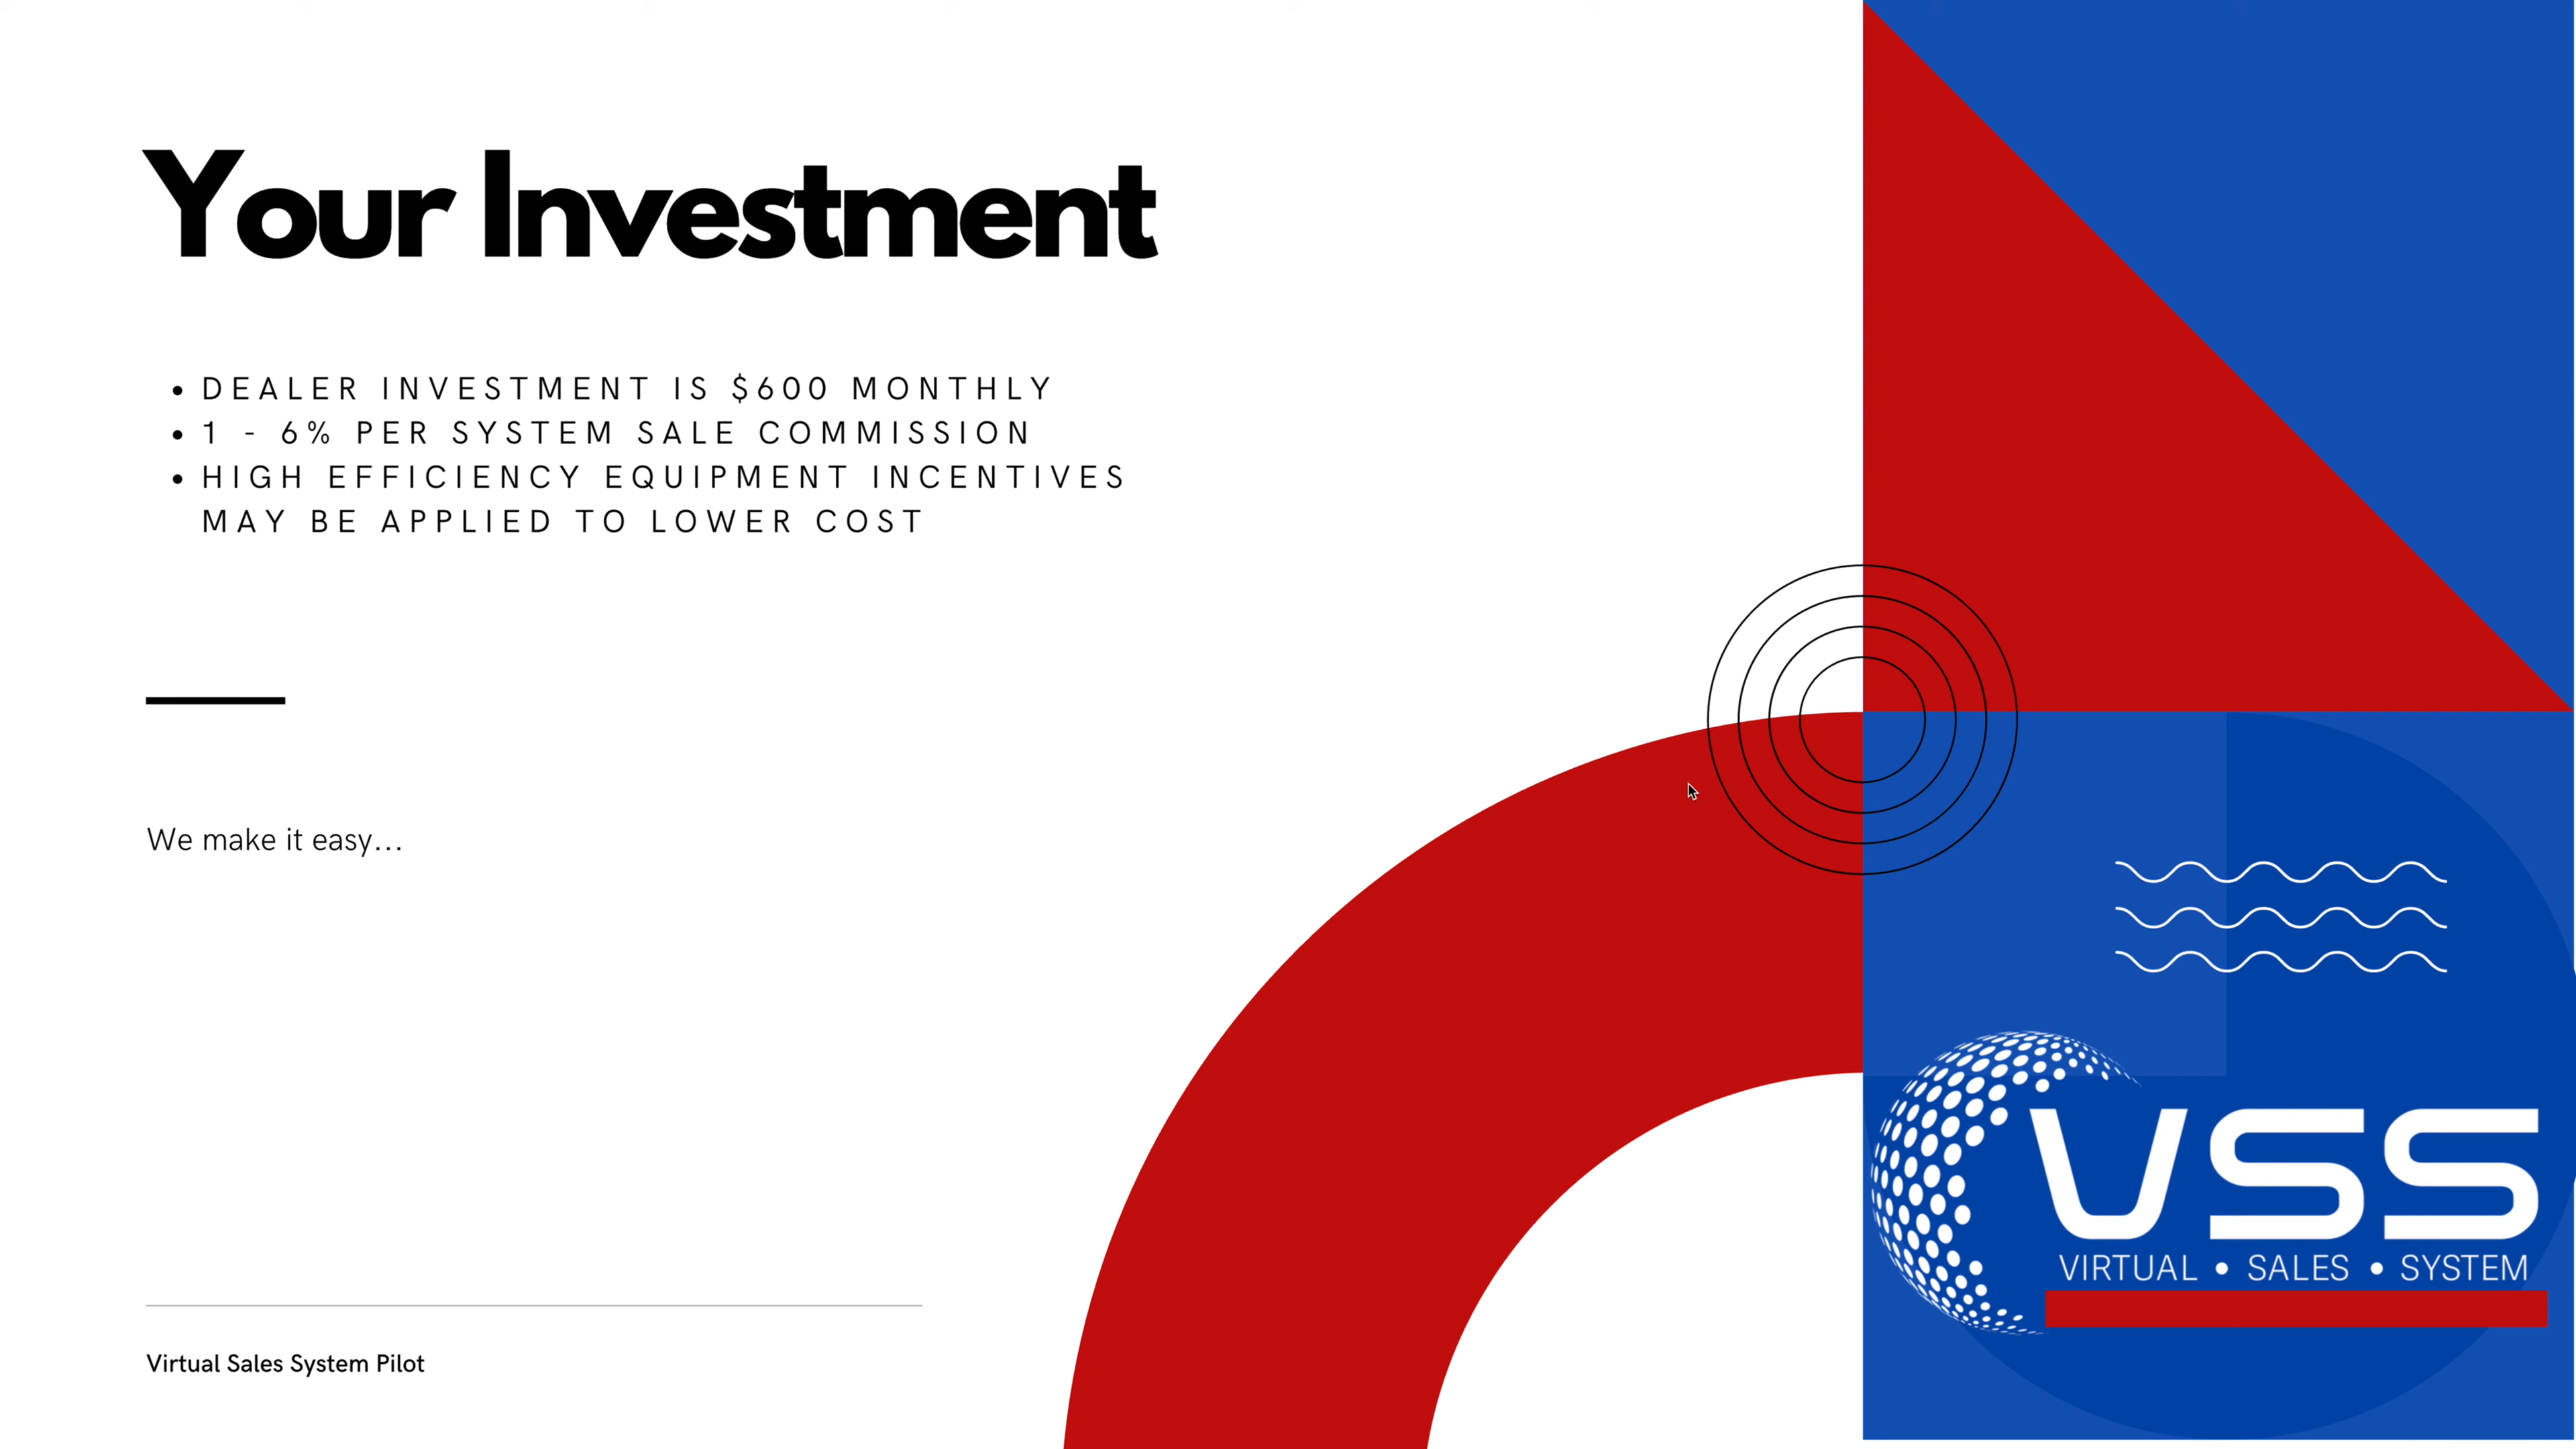 Your Investment
• DEALER INVESTMENT IS $600 MONTHLY
• 1 - 6% PER SYSTEM SALE COMMISSION
• HIGH EFFICIENCY EQUIPMENT INCENTIVES
MAY BE APPLIED TO LOWER COST
We make it easy...
Virtual Sales System Pilot
VSS
VIRTUAL • SALES • SYSTEM